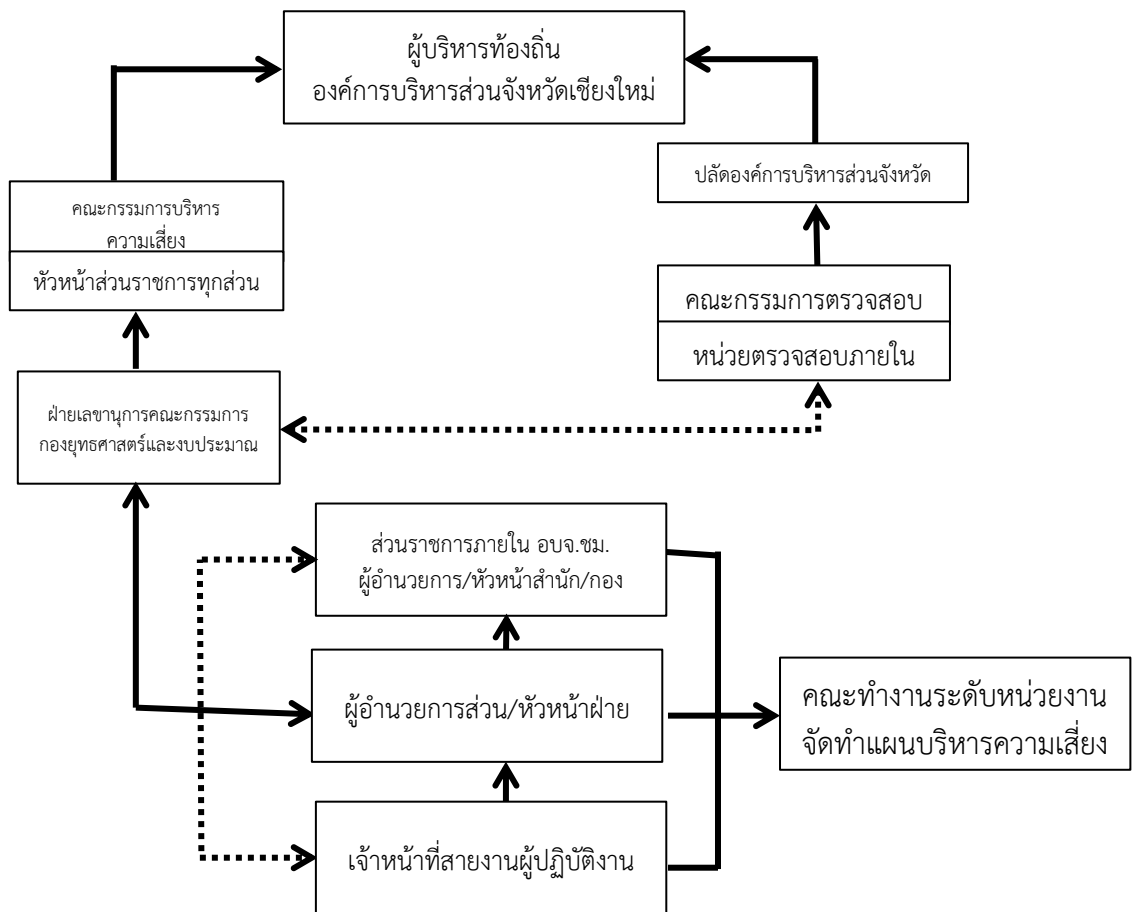 ผู้บริหารท้องถิ่น
องค์การบริหารส่วนจังหวัดเชียงใหม่
ปลัดองค์การบริหารส่วนจังหวัด
คณะกรรมการบริหาร
ความเสี่ยง
หัวหน้าส่วนราชการทุกส่วน
คณะกรรมการตรวจสอบ
หน่วยตรวจสอบภายใน
ฝ่ายเลขานุการคณะกรรมการ
กองยุทธศาสตร์และงบประมาณ
ส่วนราชการภายใน อบจ.ชม.
ผู้อำนวยการ/หัวหน้าสำนัก/กอง
ผู้อำนวยการส่วน/หัวหน้าฝ่าย
คณะทำงานระดับหน่วยงาน
จัดทำแผนบริหารความเสี่ยง
เจ้าหน้าที่สายงานผู้ปฏิบัติงาน